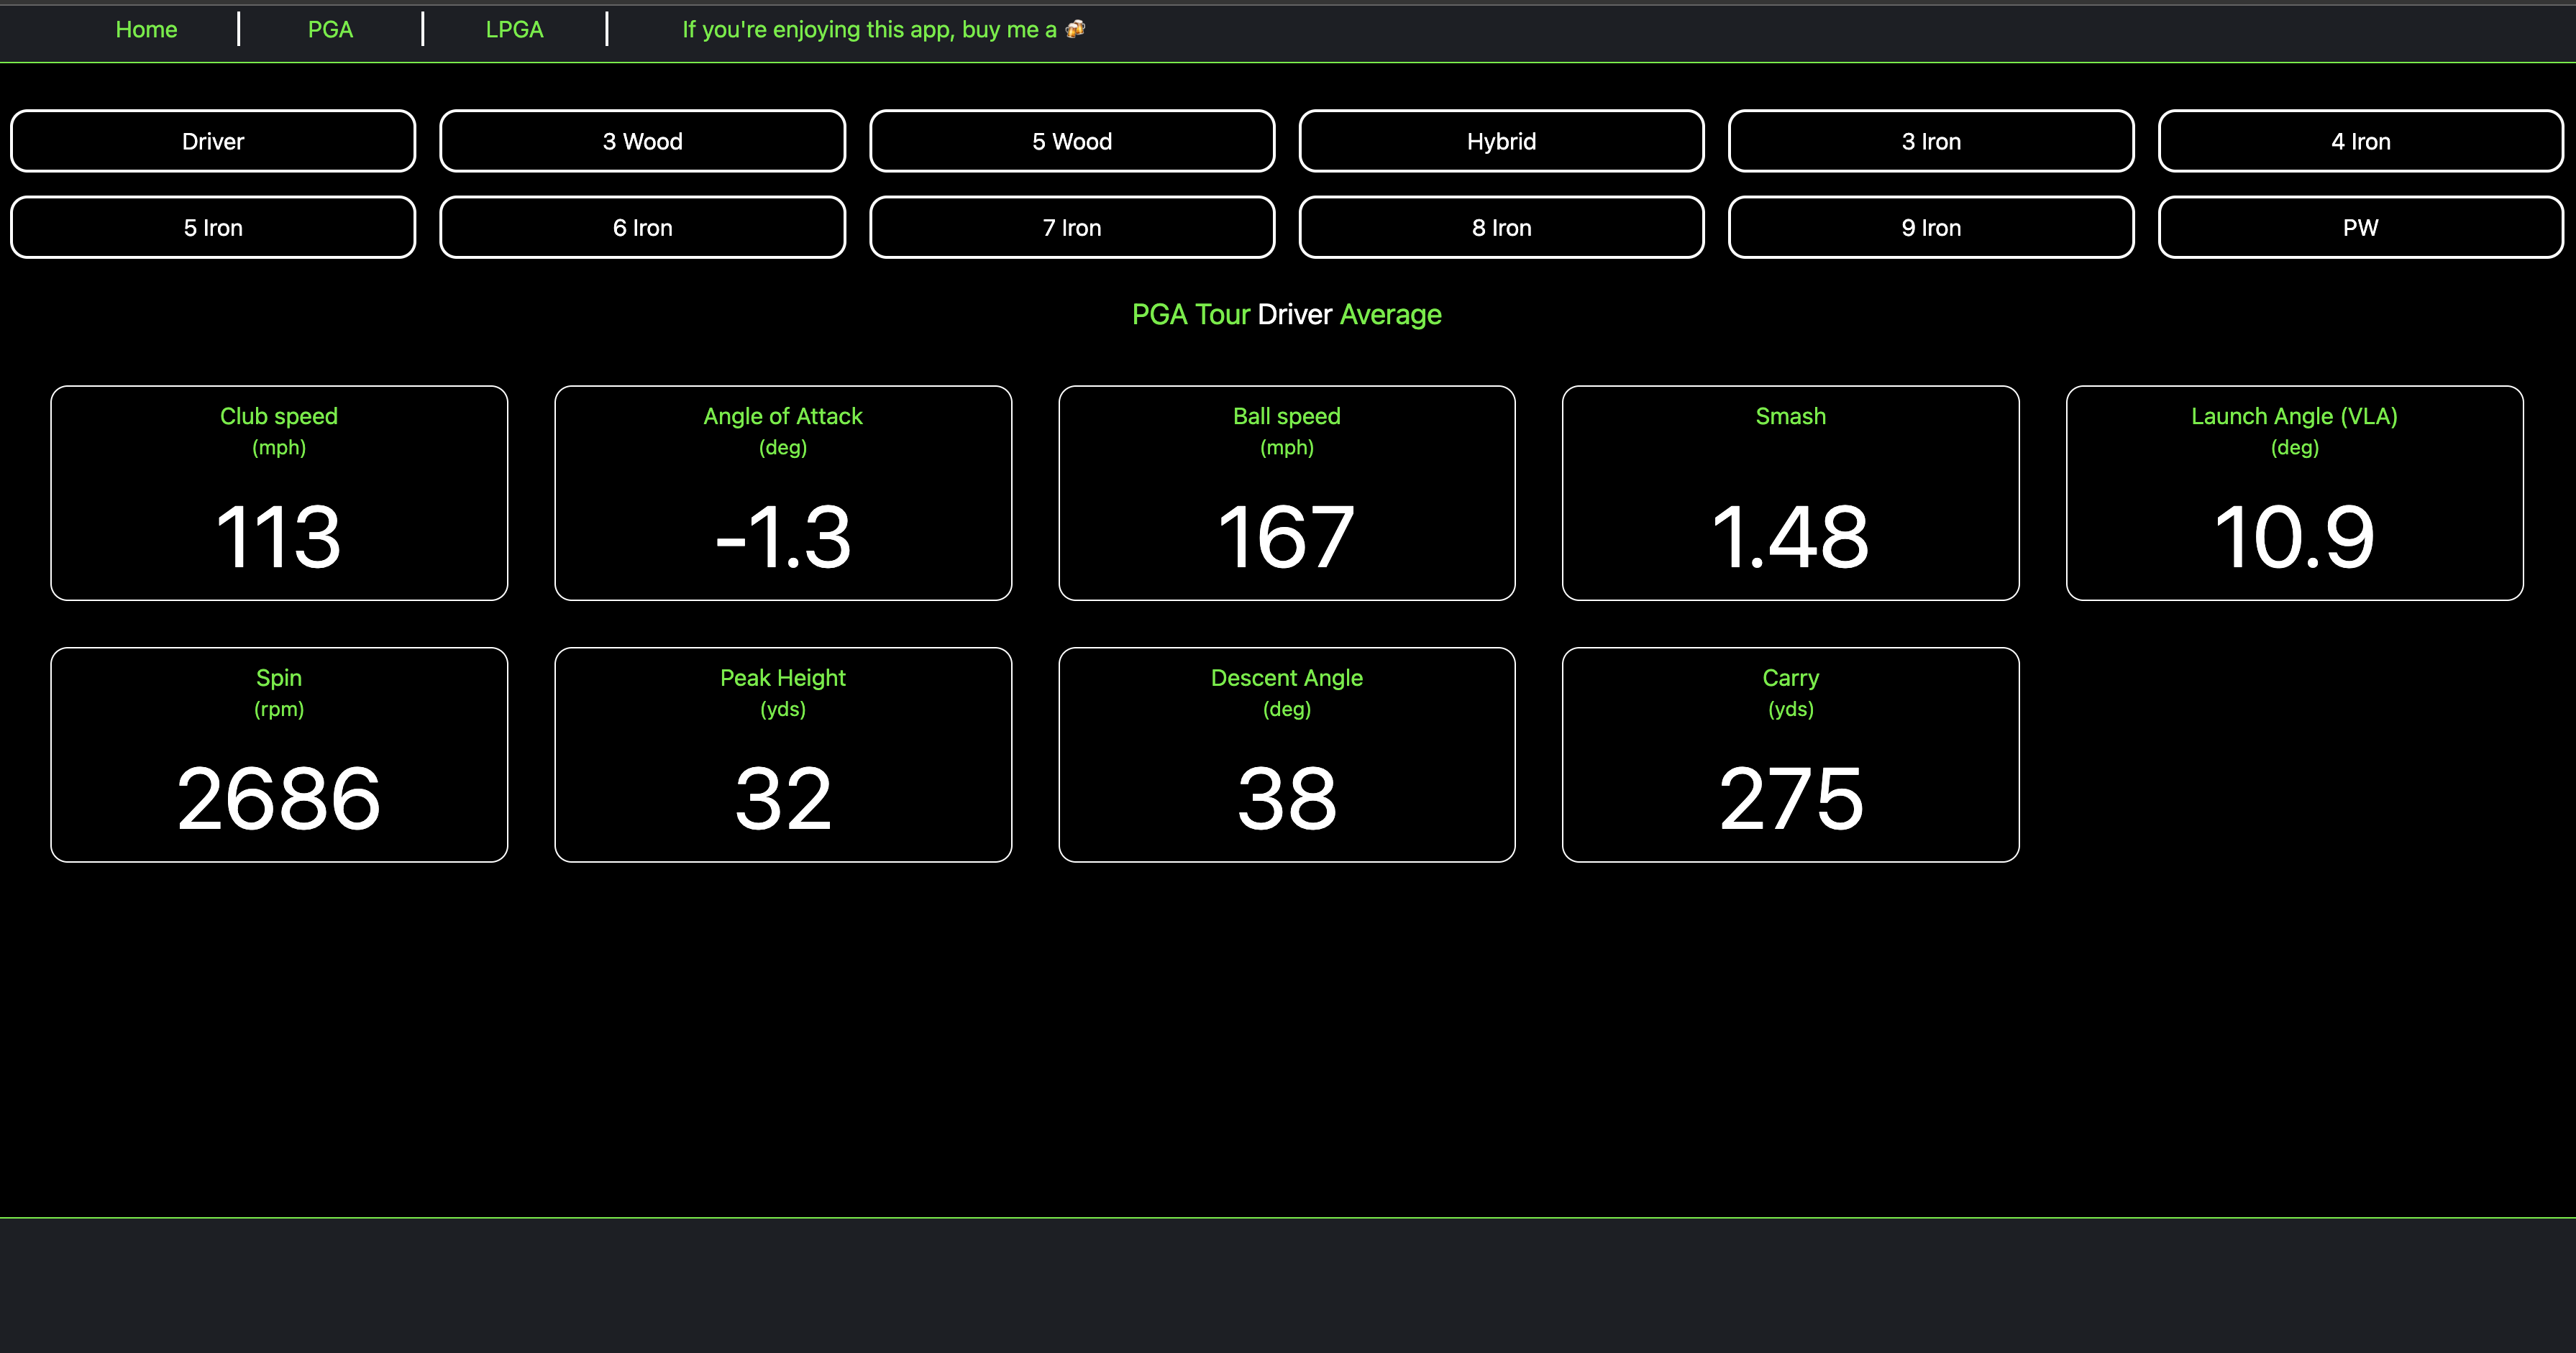 Home PGA LPGA If you're enjoying this app, buy me a 🍻
Driver 3 Wood 5 Wood Hybrid 3 Iron 4 Iron
5 Iron 6 Iron 7 Iron 8 Iron 9 Iron PW
PGA Tour Driver Average
Club speed
(mph)
113
Angle of Attack
(deg)
-1.3
Ball speed
(mph)
167
Smash
1.48
Launch Angle (VLA)
(deg)
10.9
Spin
(rpm)
2686
Peak Height
(yds)
32
Descent Angle
(deg)
38
Carry
(yds)
275